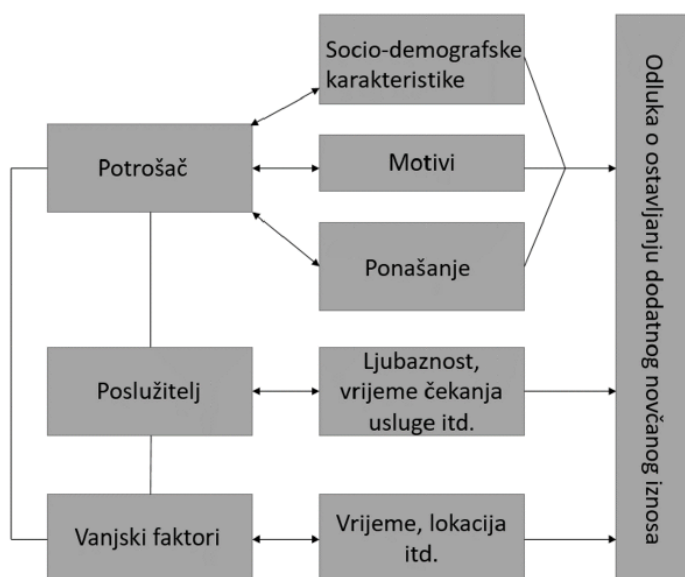 Socio-demografske
karakteristike
Potrošač
Motivi
Ponašanje
Poslužitelj
Ljubaznost,
vrijeme čekanja
usluge itd.
Vanjski faktori
Vrijeme, lokacija
itd.
Odluka o ostavljanju dodatnog novčanog iznosa